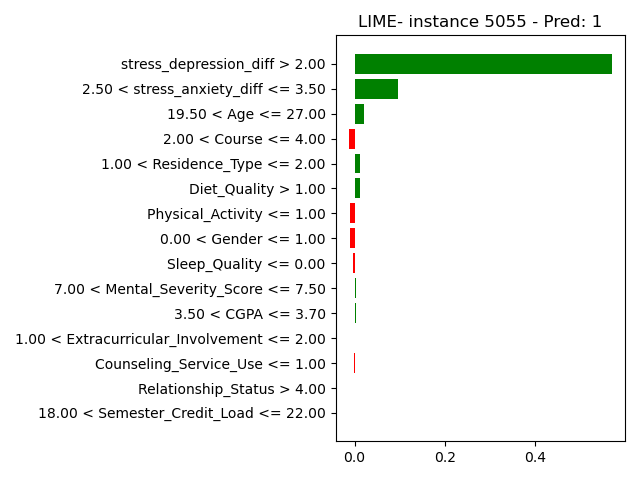 LIME- instance 5055 - Pred: 1
stress_depression_diff > 2.00
2.50 < stress_anxiety_diff <= 3.50
19.50 < Age <= 27.00
2.00 < Course <= 4.00
1.00 < Residence_Type <= 2.00
Diet_Quality > 1.00
Physical_Activity <= 1.00
0.00 < Gender <= 1.00
Sleep_Quality <= 0.00
7.00 < Mental_Severity_Score <= 7.50
3.50 < CGPA <= 3.70
1.00 < Extracurricular_Involvement <= 2.00
Counseling_Service_Use <= 1.00
Relationship_Status > 4.00
18.00 < Semester_Credit_Load <= 22.00
0.0 0.2 0.4